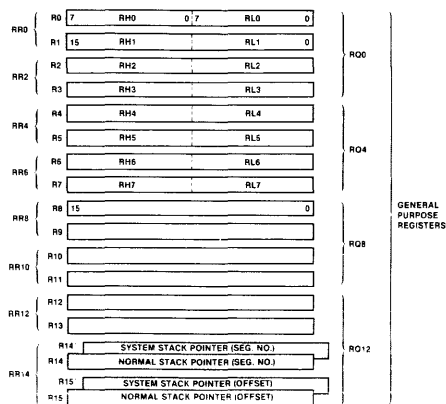 RR0
R0 7 RH0 0 7 RL0 0
R1 15 RH1 RL1 0
RQ0
RR2
R2 RH2 RL2
R3 RH3 RL3
RR4
R4 RH4 RL4
R5 RH5 RL5
RQ4
RR6
R6 RH6 RL6
R7 RH7 RL7
GENERAL
PURPOSE
REGISTERS
RR8
R8 15 0
R9
RQ8
RR10
R10
R11
RR12
R12
R13
RQ12
RR14
R14' SYSTEM STACK POINTER (SEG. NO.)
R14 NORMAL STACK POINTER (SEG. NO.)
R15' SYSTEM STACK POINTER (OFFSET)
R15 NORMAL STACK POINTER (OFFSET)